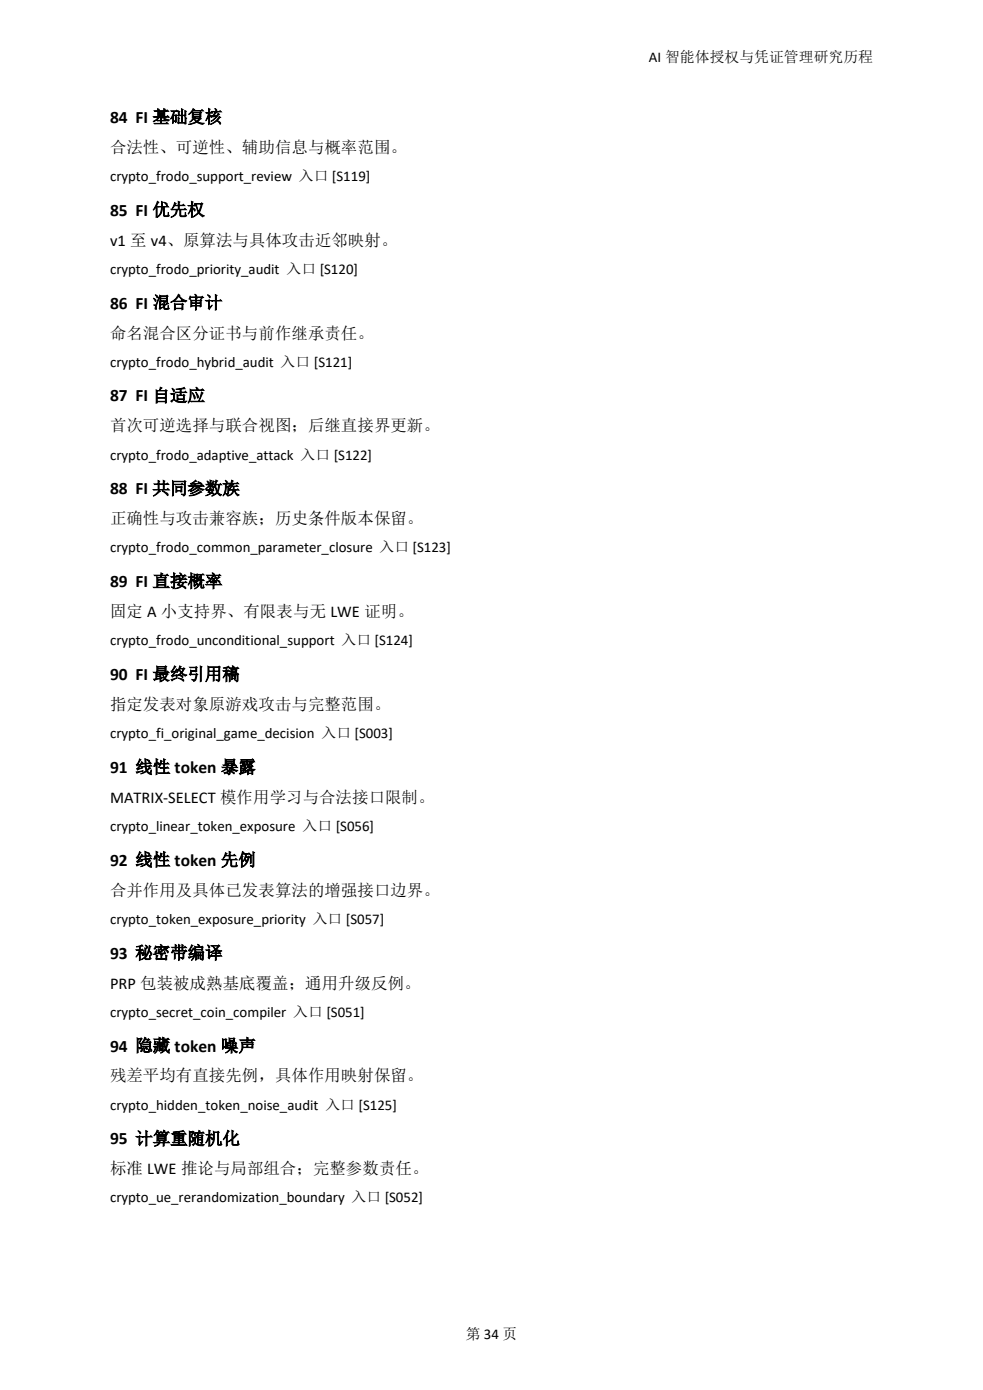 AI 智能体授权与凭证管理研究历程
84 FI 基础复核
合法性、可逆性、辅助信息与概率范围。
crypto_frodo_support_review 入口 [S119]
85 FI 优先权
v1 至 v4、原算法与具体攻击近邻映射。
crypto_frodo_priority_audit 入口 [S120]
86 FI 混合审计
命名混合区分证书与前作继承责任。
crypto_frodo_hybrid_audit 入口 [S121]
87 FI 自适应
首次可逆选择与联合视图；后继直接界更新。
crypto_frodo_adaptive_attack 入口 [S122]
88 FI 共同参数族
正确性与攻击兼容族；历史条件版本保留。
crypto_frodo_common_parameter_closure 入口 [S123]
89 FI 直接概率
固定 A 小支持界、有限表与无 LWE 证明。
crypto_frodo_unconditional_support 入口 [S124]
90 FI 最终引用稿
指定发表对象原游戏攻击与完整范围。
crypto_fi_original_game_decision 入口 [S003]
91 线性 token 暴露
MATRIX-SELECT 模作用学习与合法接口限制。
crypto_linear_token_exposure 入口 [S056]
92 线性 token 先例
合并作用及具体已发表算法的增强接口边界。
crypto_token_exposure_priority 入口 [S057]
93 秘密带编译
PRP 包装被成熟基底覆盖；通用升级反例。
crypto_secret_coin_compiler 入口 [S051]
94 隐藏 token 噪声
残差平均有直接先例，具体作用映射保留。
crypto_hidden_token_noise_audit 入口 [S125]
95 计算重随机化
标准 LWE 推论与局部组合；完整参数责任。
crypto_ue_rerandomization_boundary 入口 [S052]
第 34 页